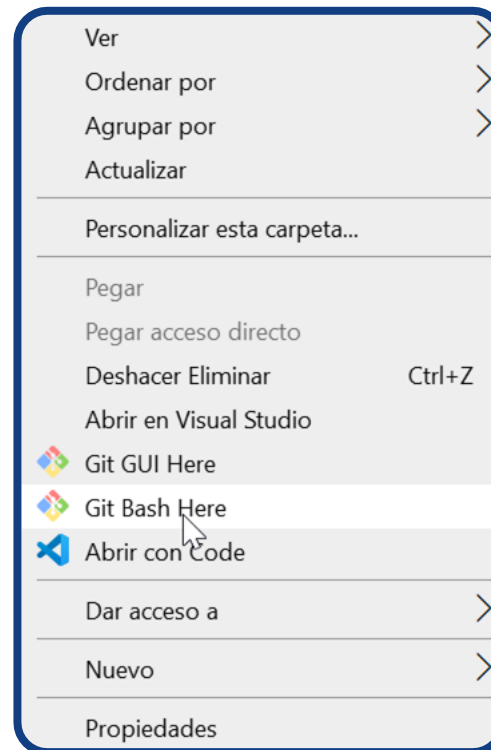 Ver
Ordenar por
Agrupar por
Actualizar
Personalizar esta carpeta...
Pegar
Pegar acceso directo
Deshacer Eliminar Ctrl+Z
Abrir en Visual Studio
Git GUI Here
Git Bash Here
Abrir con Code
Dar acceso a
Nuevo
Propiedades